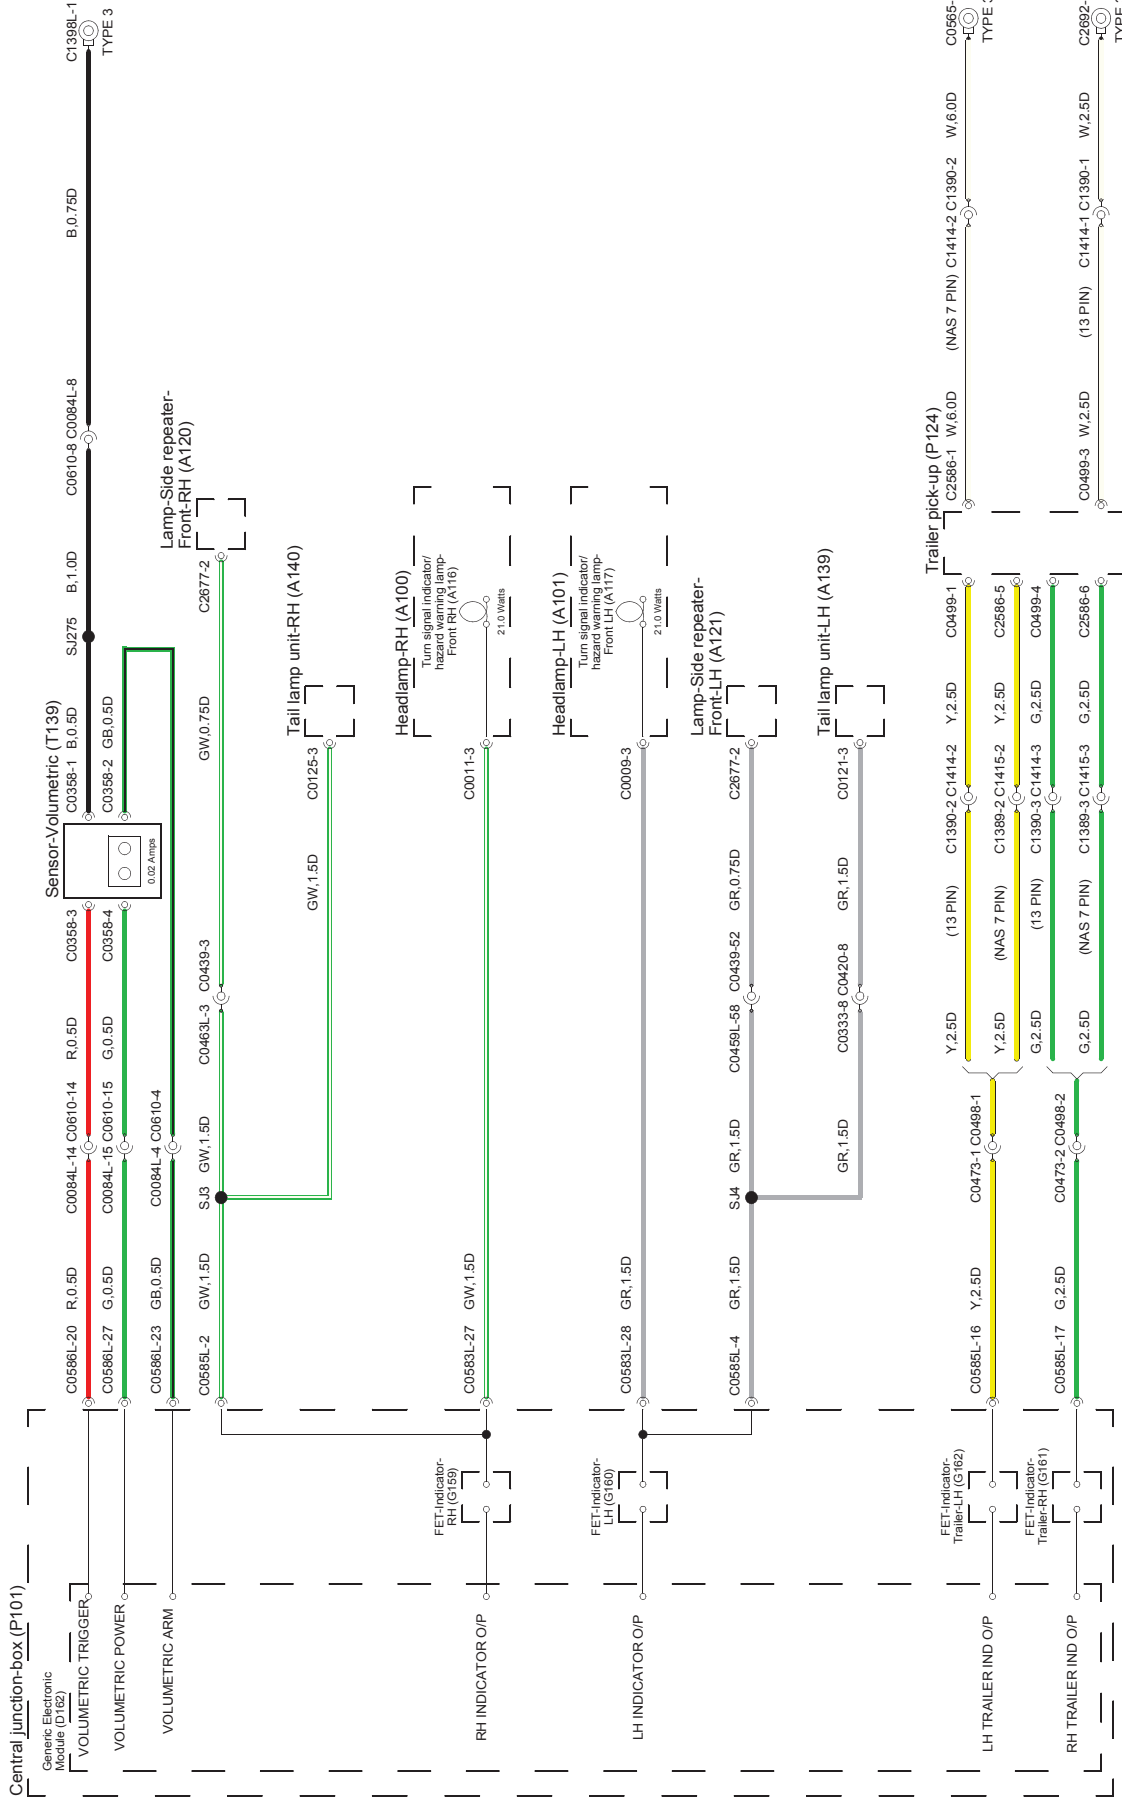 Central junction-box (P101)
Generic Electronic
Module (D162)
VOLUMETRIC TRIGGER
VOLUMETRIC POWER
VOLUMETRIC ARM
RH INDICATOR O/P
LH INDICATOR O/P
LH TRAILER IND O/P
RH TRAILER IND O/P
FET-Indicator-
RH (G159)
FET-Indicator-
LH (G160)
FET-Indicator-
Trailer-LH (G162)
FET-Indicator-
Trailer-RH (G161)
C0586L-20 R,0.5D C0084L-14 C0610-14 R,0.5D C0358-3
C0586L-27 G,0.5D C0084L-15 C0610-15 G,0.5D C0358-4
C0586L-23 GB,0.5D C0084L-4 C0610-4
Sensor-Volumetric (T139)
0.02 Amps
C0358-1 B,0.5D SJ275 B,1.0D C0610-8 C0084L-8 B,0.75D C1398L-1
TYPE 3
C0358-2 GB,0.5D
C0585L-2 GW,1.5D SJ3 GW,1.5D C0463L-3 C0439-3 GW,0.75D C2677-2
Lamp-Side repeater-
Front-RH (A120)
GW,1.5D C0125-3
Tail lamp unit-RH (A140)
C0583L-27 GW,1.5D C0011-3
Headlamp-RH (A100)
Turn signal indicator/
hazard warning lamp-
Front RH (A116)
21.0 Watts
C0583L-28 GR,1.5D C0009-3
Headlamp-LH (A101)
Turn signal indicator/
hazard warning lamp-
Front LH (A117)
21.0 Watts
C0585L-4 GR,1.5D SJ4 GR,1.5D C0459L-58 C0439-52 GR,0.75D C2677-2
Lamp-Side repeater-
Front-LH (A121)
GR,1.5D C0333-8 C0420-8 GR,1.5D C0121-3
Tail lamp unit-LH (A139)
C0585L-16 Y,2.5D C0473-1 C0498-1
Y,2.5D (13 PIN) C1390-2 C1414-2 Y,2.5D C0499-1
Y,2.5D (NAS 7 PIN) C1389-2 C1415-2 Y,2.5D C2586-5
C0585L-17 G,2.5D C0473-2 C0498-2
G,2.5D (13 PIN) C1390-3 C1414-3 G,2.5D C0499-4
G,2.5D (NAS 7 PIN) C1389-3 C1415-3 G,2.5D C2586-6
Trailer pick-up (P124)
C2586-1 W,6.0D (NAS 7 PIN) C1414-2 C1390-2 W,6.0D C0565-
TYPE 3
C0499-3 W,2.5D (13 PIN) C1414-1 C1390-1 W,2.5D C2692-
TYPE